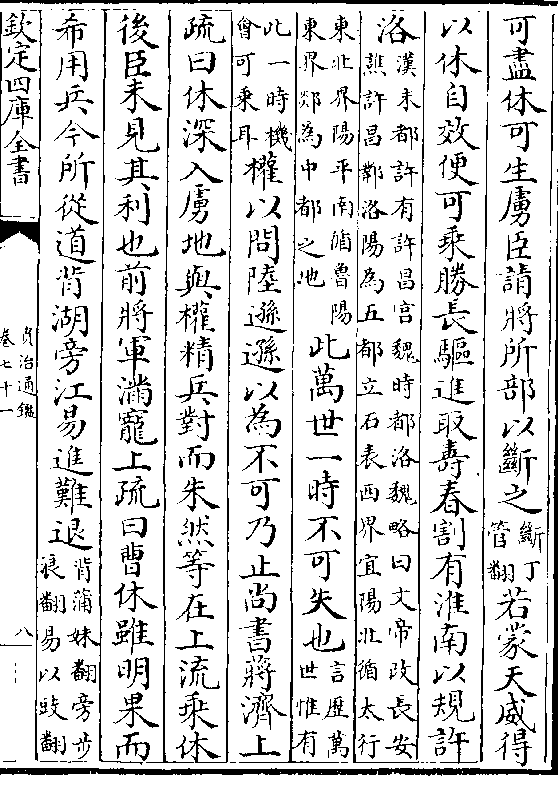 可盡休可生虜臣請將所部以斷之斷丁管翻若蒙天威得
以休自效便可乘勝長驅進取壽春割有淮南以規許
洛漢末都許有許昌宫魏時都洛魏略曰文帝改長安譙許昌鄴洛陽為五都立石表西界宜陽北循太行
東北界陽平南循魯陽東界郯為中都之地此萬世一時不可失也言歷萬世惟有
此一時機會可乘耳權以問陸遜遜以為不可乃止尚書蔣濟上
疏曰休深入虜地與權精兵對而朱然等在上流乘休
後臣未見其利也前將軍滿寵上疏曰曹休雖明果而
希用兵今所從道背湖旁江易進難退背蒲妹翻旁步浪翻易以豉翻
欽定四庫全書
資治通鑑
卷七十一
八